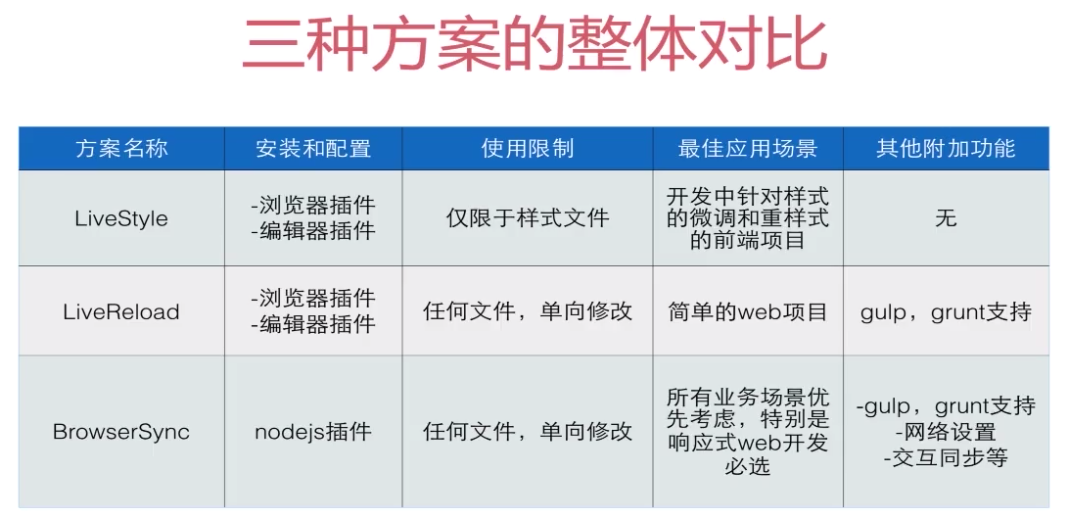 三种方案的整体对比
方案名称
安装和配置
使用限制
最佳应用场景
其他附加功能
LiveStyle
-浏览器插件
-编辑器插件
仅限于样式文件
开发中针对样式
的微调和重样式
的前端项目
无
LiveReload
-浏览器插件
-编辑器插件
任何文件，单向修改
简单的web项目
gulp，grunt支持
BrowserSync
nodejs插件
任何文件，单向修改
所有业务场景优
先考虑，特别是
响应式web开发
必选
-gulp，grunt支持
-网络设置
-交互同步等